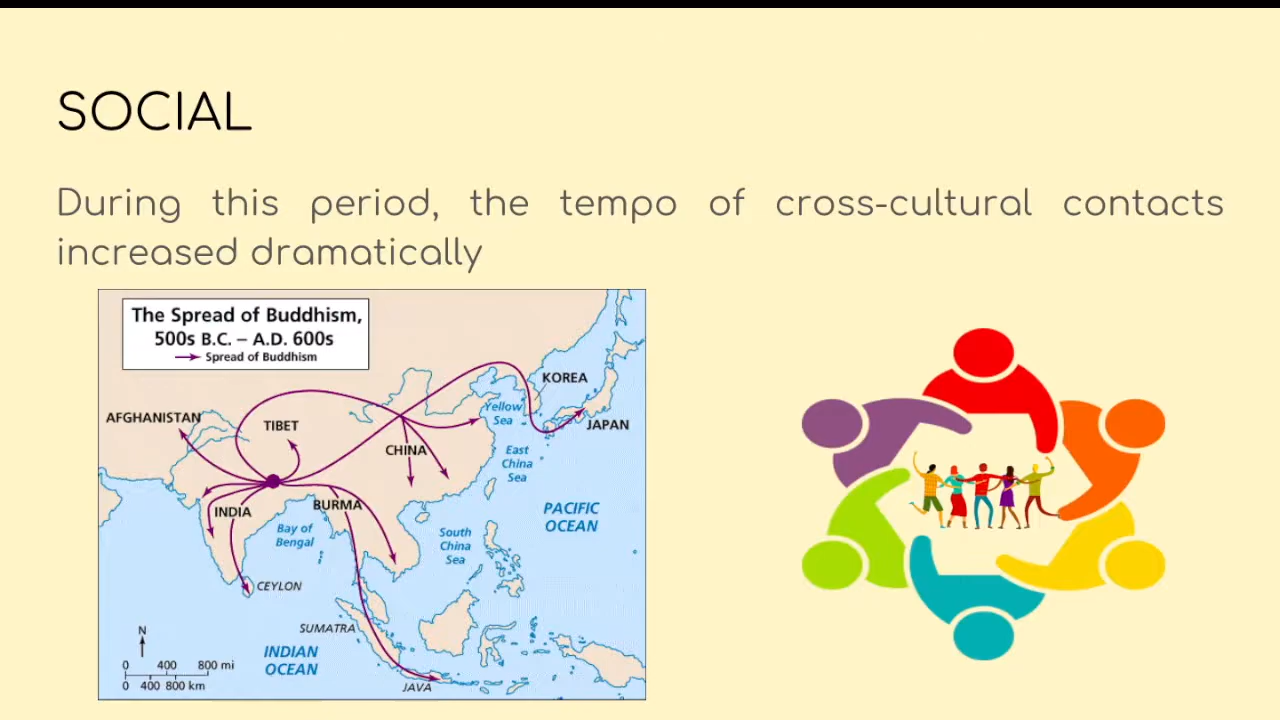 SOCIAL
During this period, the tempo of cross-cultural contacts
increased dramatically
The Spread of Buddhism,
500s B.C. – A.D. 600s
Spread of Buddhism
KOREA
AFGHANISTAN
TIBET
Yellow
Sea
JAPAN
CHINA
East
China
Sea
INDIA
BURMA
PACIFIC
OCEAN
Bay of
Bengal
South
China
Sea
CEYLON
SUMATRA
N
INDIAN
OCEAN
0 400 800 mi
0 400 800 km
JAVA